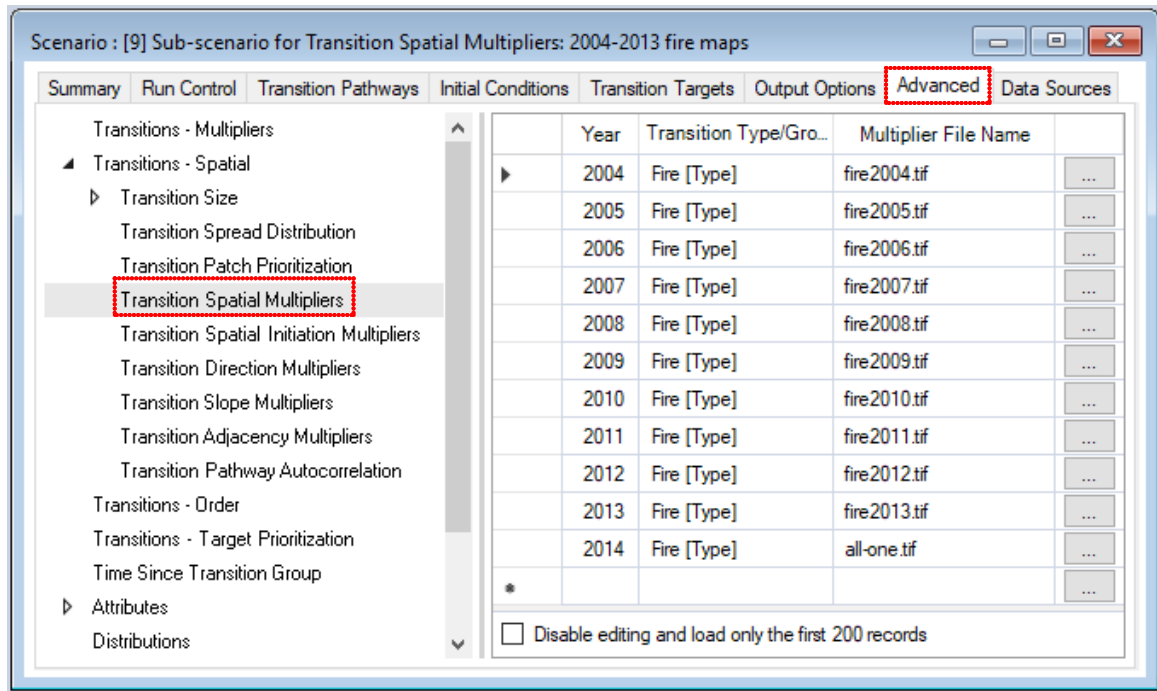 Scenario : [9] Sub-scenario for Transition Spatial Multipliers: 2004-2013 fire maps
Summary Run Control Transition Pathways Initial Conditions Transition Targets Output Options Advanced Data Sources
Transitions - Multipliers
Transitions - Spatial
Transition Size
Transition Spread Distribution
Transition Patch Prioritization
Transition Spatial Multipliers
Transition Spatial Initiation Multipliers
Transition Direction Multipliers
Transition Slope Multipliers
Transition Adjacency Multipliers
Transition Pathway Autocorrelation
Transitions - Order
Transitions - Target Prioritization
Time Since Transition Group
Attributes
Distributions
Year Transition Type/Gro... Multiplier File Name
2004 Fire [Type] fire2004.tif ...
2005 Fire [Type] fire2005.tif ...
2006 Fire [Type] fire2006.tif ...
2007 Fire [Type] fire2007.tif ...
2008 Fire [Type] fire2008.tif ...
2009 Fire [Type] fire2009.tif ...
2010 Fire [Type] fire2010.tif ...
2011 Fire [Type] fire2011.tif ...
2012 Fire [Type] fire2012.tif ...
2013 Fire [Type] fire2013.tif ...
2014 Fire [Type] all-one.tif ...
* ...
Disable editing and load only the first 200 records